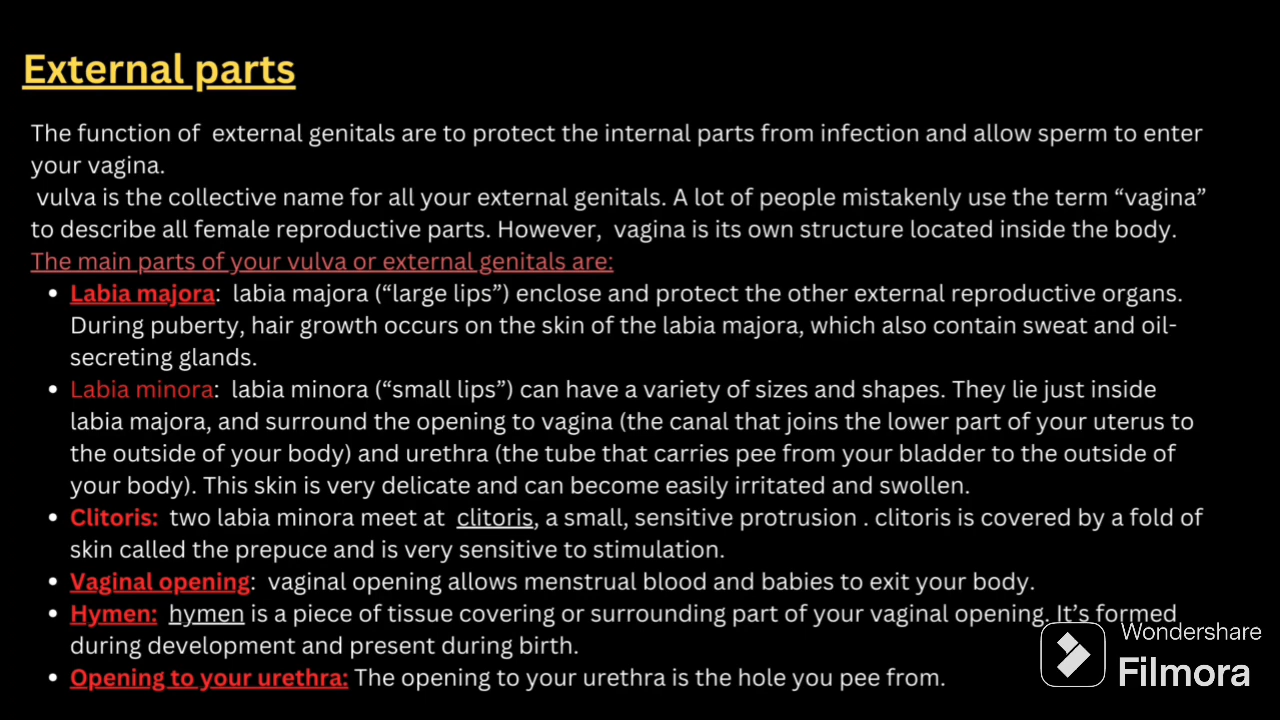 External parts
The function of  external genitals are to protect the internal parts from infection and allow sperm to enter
your vagina.
vulva is the collective name for all your external genitals. A lot of people mistakenly use the term “vagina”
to describe all female reproductive parts. However,  vagina is its own structure located inside the body.
The main parts of your vulva or external genitals are:
• Labia majora:  labia majora (“large lips”) enclose and protect the other external reproductive organs.
During puberty, hair growth occurs on the skin of the labia majora, which also contain sweat and oil-
secreting glands.
• Labia minora:  labia minora (“small lips”) can have a variety of sizes and shapes. They lie just inside
labia majora, and surround the opening to vagina (the canal that joins the lower part of your uterus to
the outside of your body) and urethra (the tube that carries pee from your bladder to the outside of
your body). This skin is very delicate and can become easily irritated and swollen.
• Clitoris:  two labia minora meet at  clitoris, a small, sensitive protrusion . clitoris is covered by a fold of
skin called the prepuce and is very sensitive to stimulation.
• Vaginal opening:  vaginal opening allows menstrual blood and babies to exit your body.
• Hymen:  hymen is a piece of tissue covering or surrounding part of your vaginal opening. It’s formed
during development and present during birth.
• Opening to your urethra: The opening to your urethra is the hole you pee from.
Wondershare
Filmora